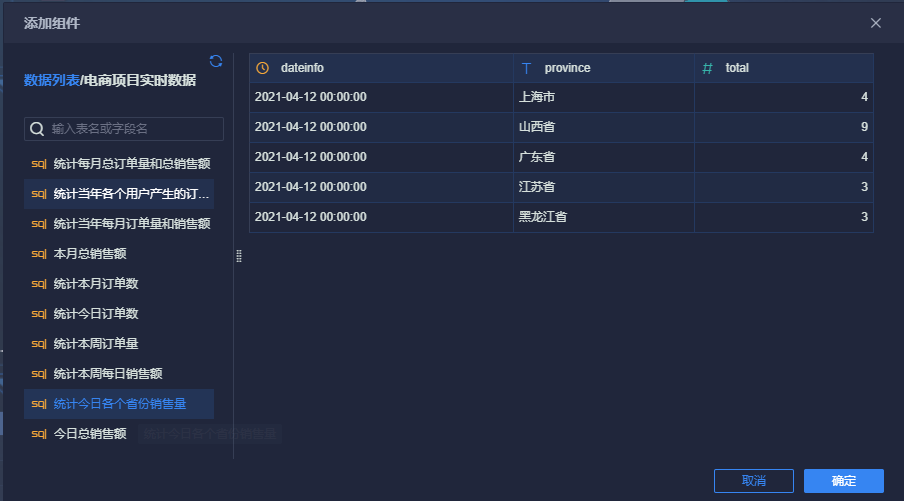 添加组件
数据列表/电商项目实时数据
输入表名或字段名
sql 统计每月总订单量和总销售额
sql 统计当年各个用户产生的订...
sql 统计当年每月订单量和销售额
sql 本月总销售额
sql 统计本月订单数
sql 统计今日订单数
sql 统计本周订单量
sql 统计本周每日销售额
sql 统计今日各个省份销售量
sql 今日总销售额
统计今日各个省份销售量
dateinfo T province # total
2021-04-12 00:00:00 上海市 4
2021-04-12 00:00:00 山西省 9
2021-04-12 00:00:00 广东省 4
2021-04-12 00:00:00 江苏省 3
2021-04-12 00:00:00 黑龙江省 3
取消 确定